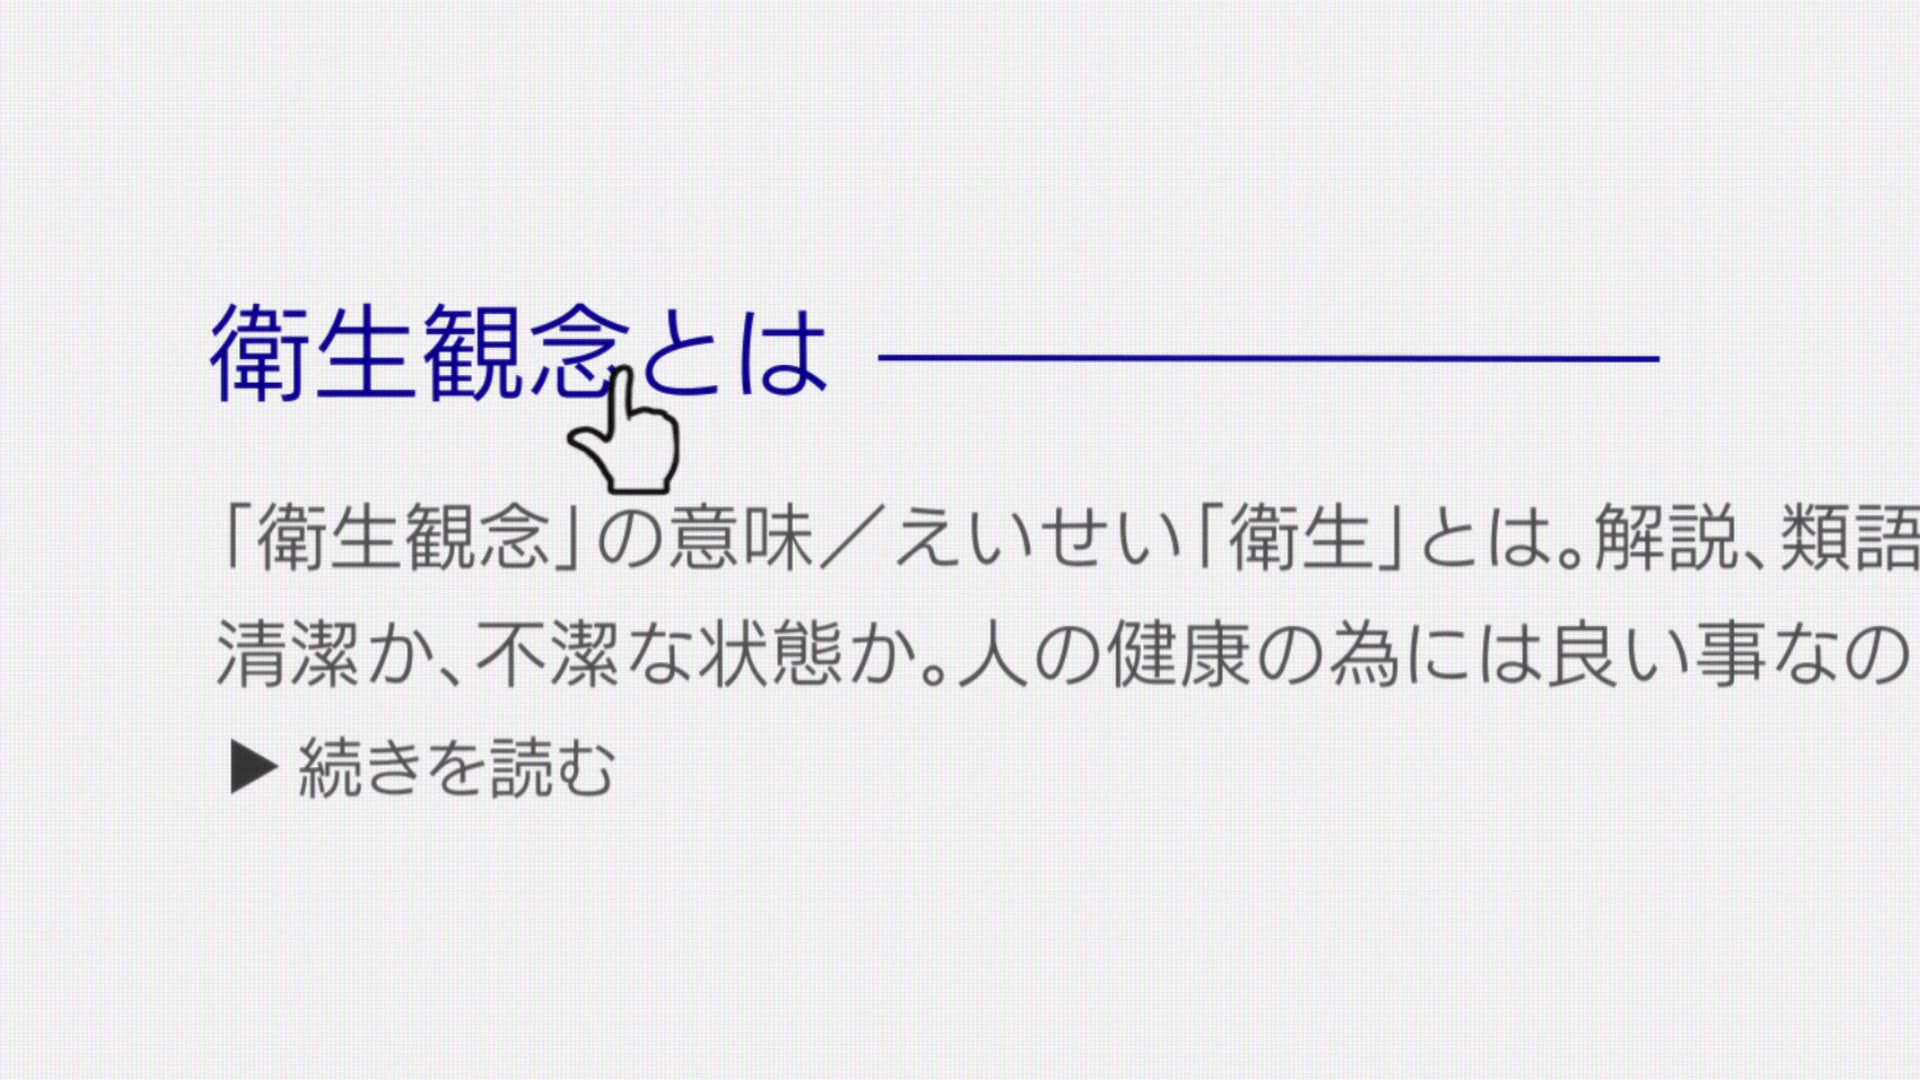 衛生観念とは
「衛生観念」の意味／えいせい「衛生」とは。解説、類語
清潔か、不潔な状態か。人の健康の為には良い事なの
▶ 続きを読む